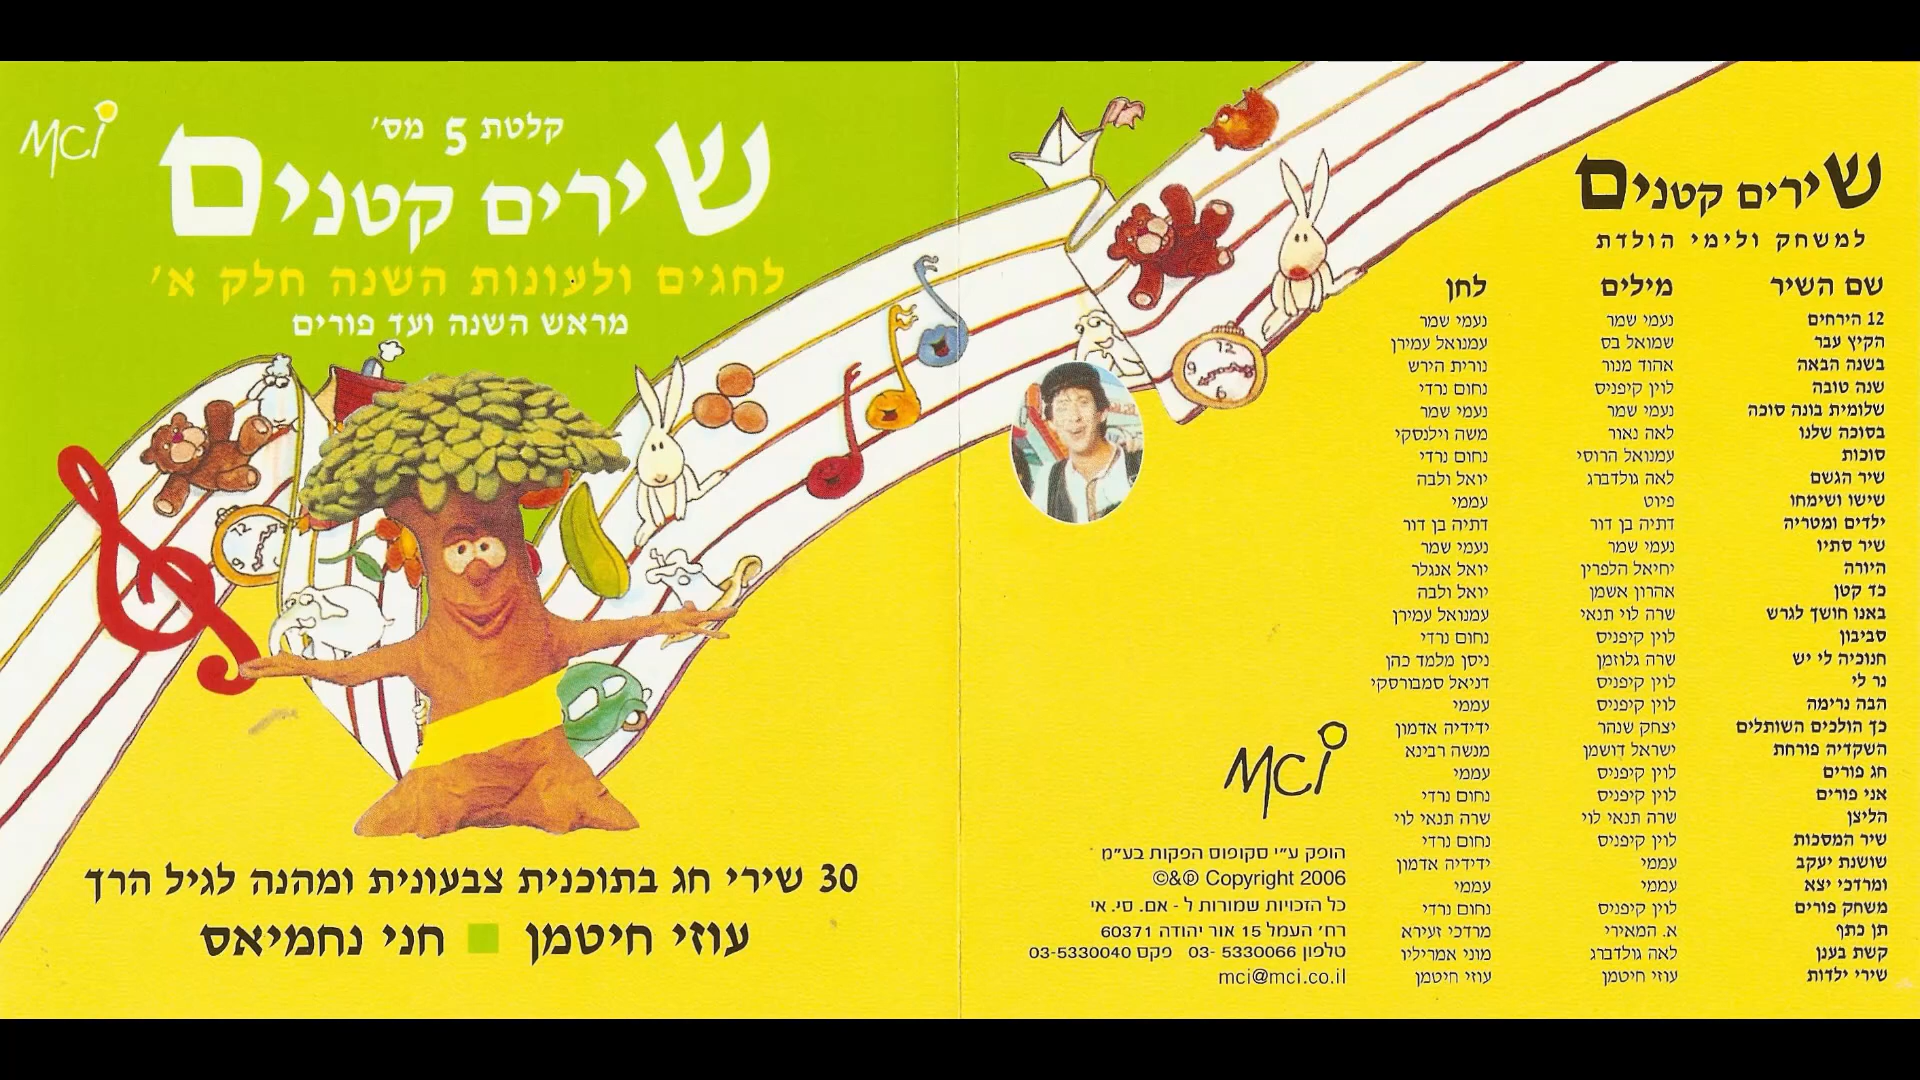 MCI
קלטת 5 מס'
שירים קטנים
לחגים ולעונות השנה חלק א'
מראש השנה ועד פורים
30 שירי חג בתוכנית צבעונית ומהנה לגיל הרך
עוזי חיטמן חני נחמיאס
שירים קטנים
למשחק ולימי הולדת
שם השיר מילים לחן
12 הירחים נעמי שמר נעמי שמר
הקיץ עבר שמואל בס עמנואל עמירן
בשנה הבאה אהוד מנור נורית הירש
שנה טובה לוין קיפניס נחום נרדי
שלומית בונה סוכה נעמי שמר נעמי שמר
בסוכה שלנו לאה נאור משה וילנסקי
סוכות עמנואל הרוסי נחום נרדי
שיר הגשם לאה גולדברג יואל ולבה
שישו ושימחו פיוט עממי
ילדים ומטריה דתיה בן דור דתיה בן דור
שיר סתיו נעמי שמר נעמי שמר
היורה יחיאל הלפרין יואל אנגלר
כד קטן אהרון אשמן יואל ולבה
באנו חושך לגרש שרה לוי תנאי עמנואל עמירן
סביבון לוין קיפניס נחום נרדי
חנוכיה לי יש שרה גלוזמן ניסן מלמד כהן
נר לי לוין קיפניס דניאל סמבורסקי
הבה נרימה לוין קיפניס עממי
כך הולכים השותלים יצחק שנהר ידידיה אדמון
השקדיה פורחת ישראל דושמן מנשה רבינא
חג פורים לוין קיפניס עממי
אני פורים לוין קיפניס נחום נרדי
הליצן שרה תנאי לוי שרה תנאי לוי
שיר המסכות לוין קיפניס נחום נרדי
שושנת יעקב עממי ידידיה אדמון
ומרדכי יצא עממי עממי
משחק פורים לוין קיפניס נחום נרדי
תן כתף א. המאירי מרדכי זעירא
קשת בענן לאה גולדברג מוני אמריליו
שירי ילדות עוזי חיטמן עוזי חיטמן
12
9
6
12
9
MCI
הופק ע"י סקופוס הפקות בע"מ
©&℗ Copyright 2006
כל הזכויות שמורות ל - אם. סי. אי
רח' העמל 15 אור יהודה 60371
טלפון 5330066 -03 פקס 03-5330040
mci@mci.co.il